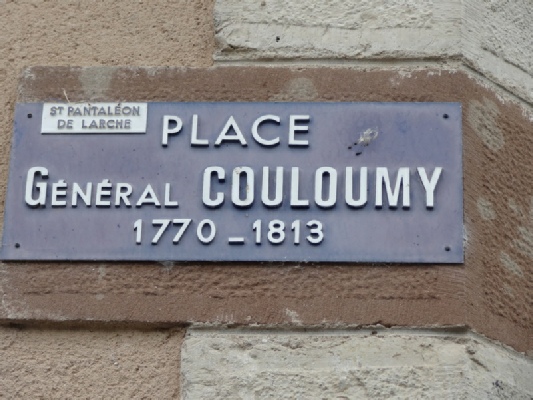 ST PANTALÉON
DE LARCHE
PLACE
GÉNÉRAL COULOUMY
1770 - 1813